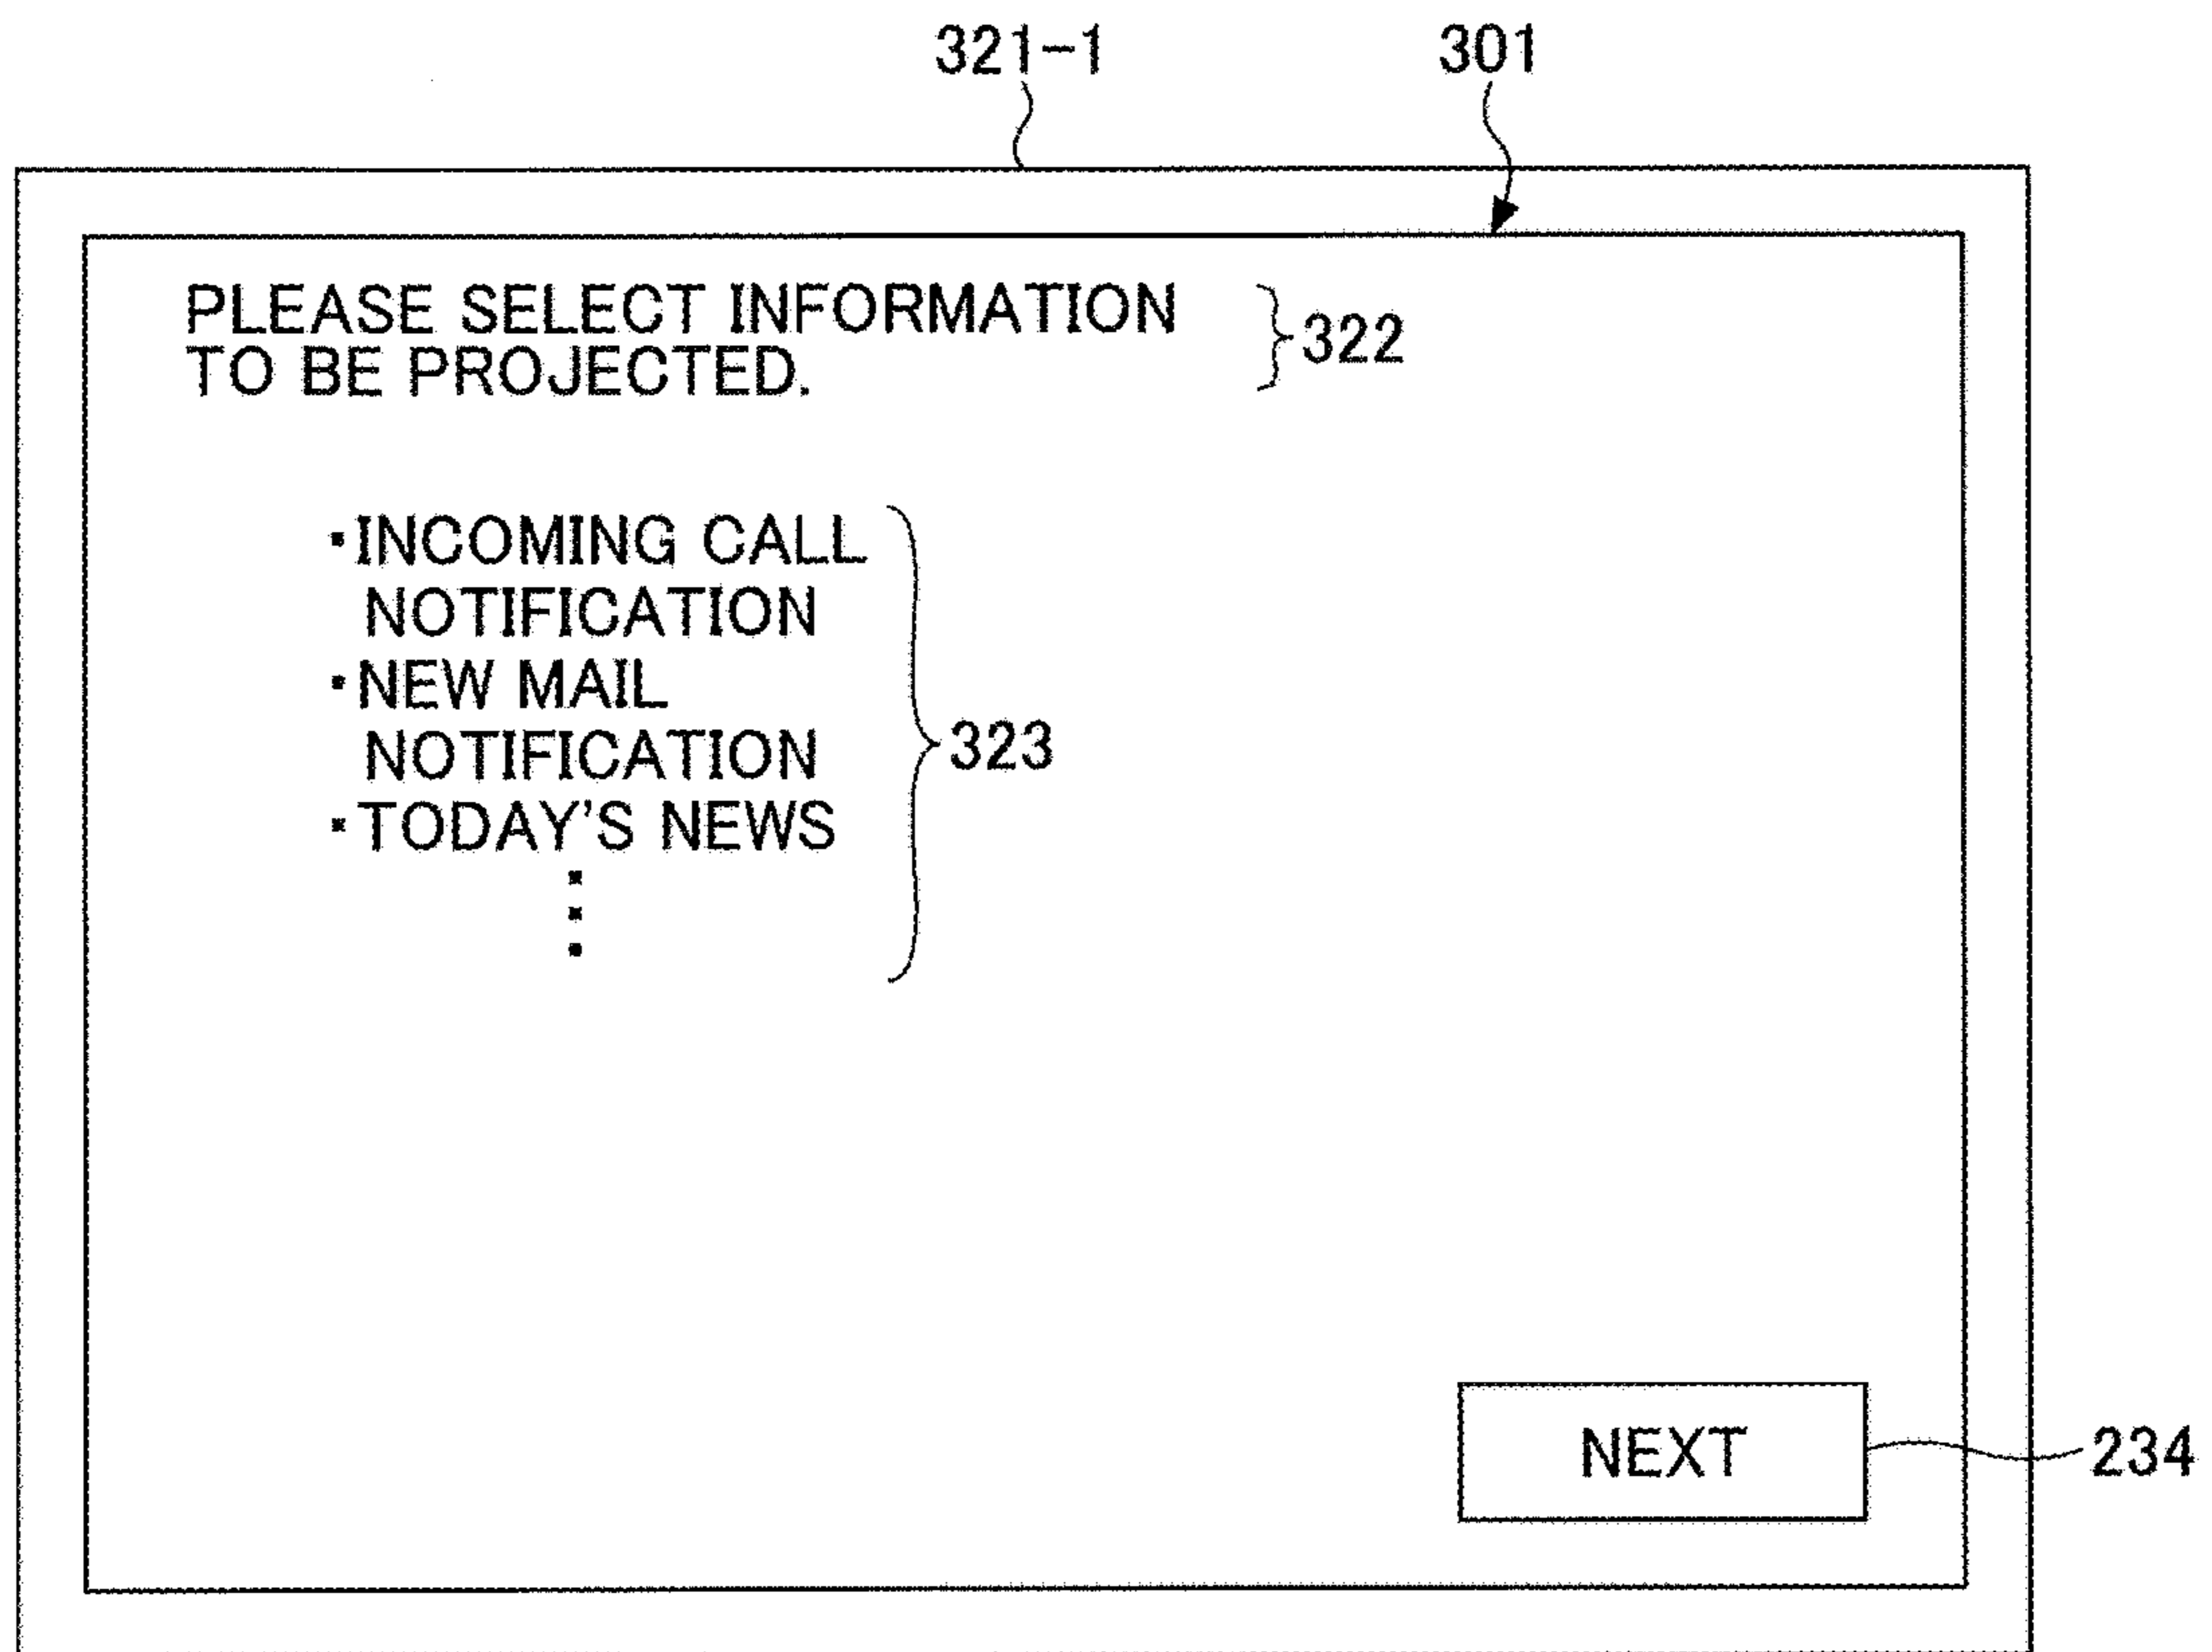 321-1 301
PLEASE SELECT INFORMATION
TO BE PROJECTED.
322
・INCOMING CALL
NOTIFICATION
・NEW MAIL
NOTIFICATION
・TODAY'S NEWS
323
NEXT
234